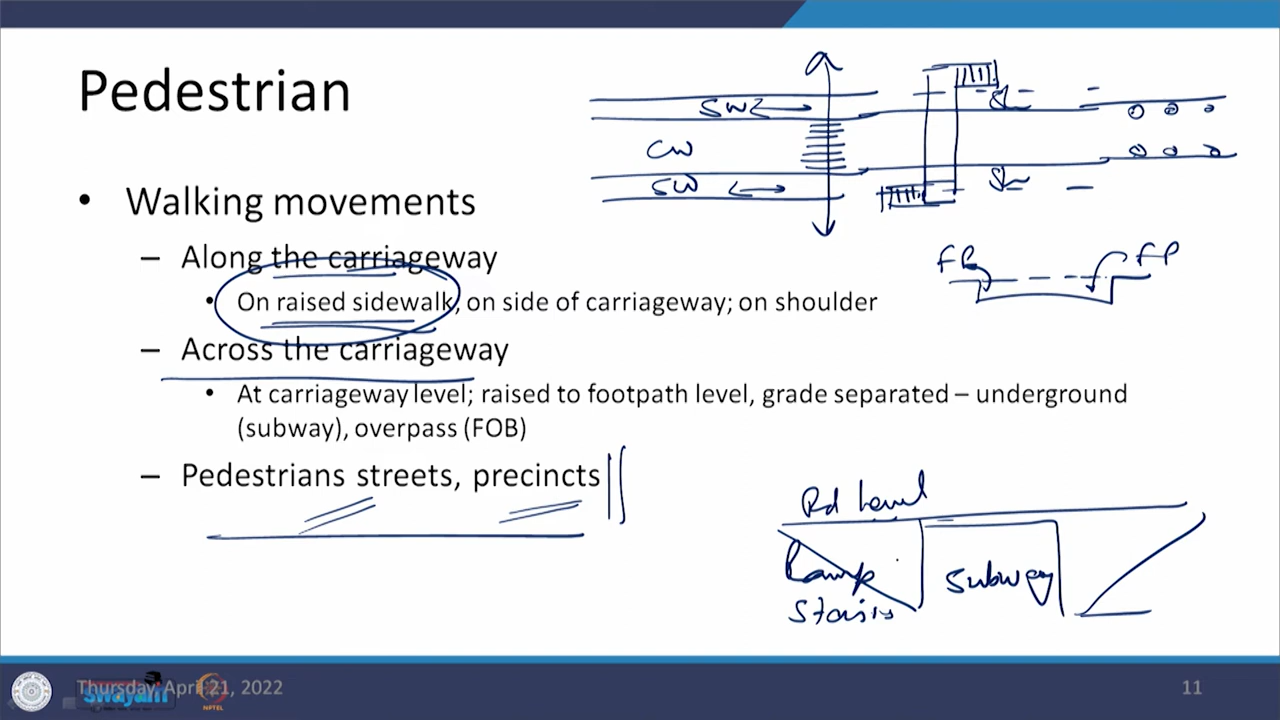 Pedestrian
• Walking movements
– Along the carriageway
• On raised sidewalk, on side of carriageway; on shoulder
– Across the carriageway
• At carriageway level; raised to footpath level, grade separated – underground
(subway), overpass (FOB)
– Pedestrians streets, precincts
SW
CW
SW
FP
FP
Rd level
Ramp
Stairs
Subway
Thursday, April 21, 2022
swayam
NPTEL
11